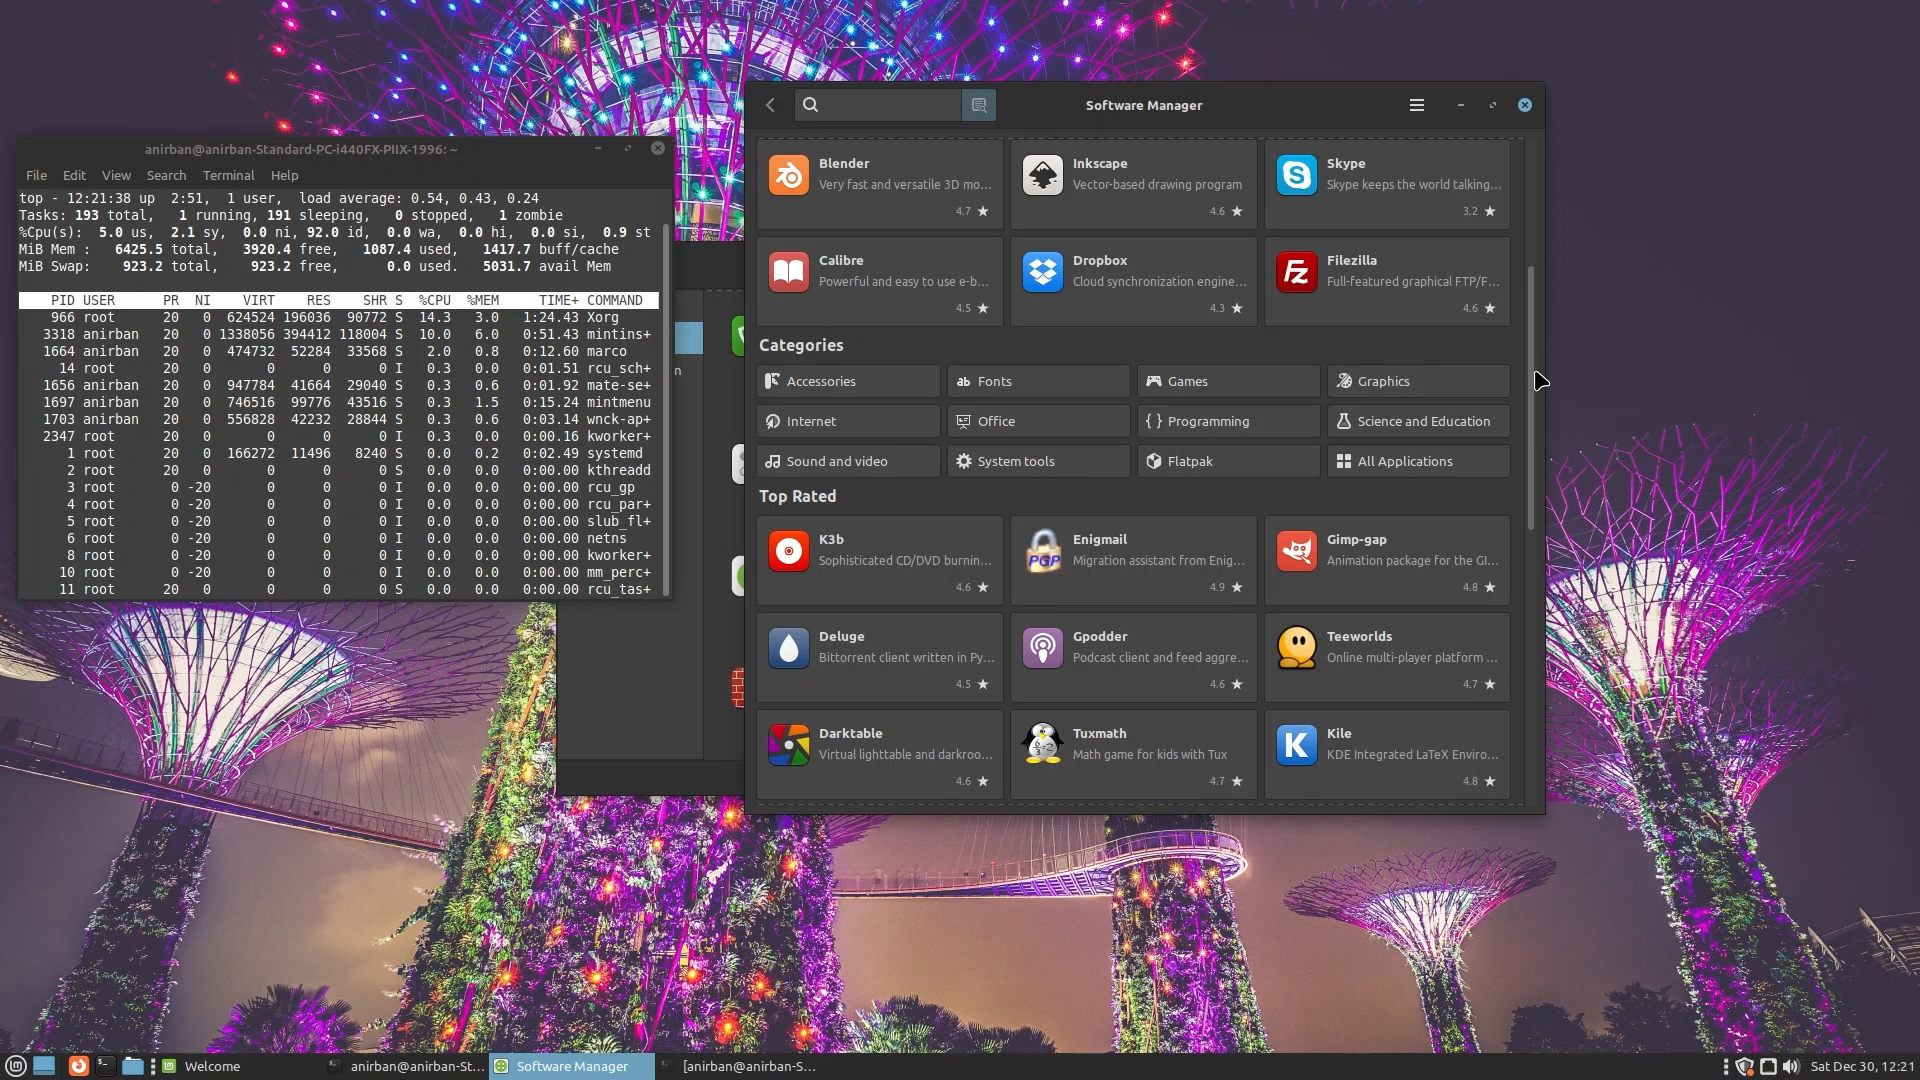 anirban@anirban-Standard-PC-i440FX-PIIX-1996: ~
File Edit View Search Terminal Help
top - 12:21:38 up 2:51, 1 user, load average: 0.54, 0.43, 0.24
Tasks: 193 total, 1 running, 191 sleeping, 0 stopped, 1 zombie
%Cpu(s): 5.0 us, 2.1 sy, 0.0 ni, 92.0 id, 0.0 wa, 0.0 hi, 0.0 si, 0.9 st
MiB Mem : 6425.5 total, 3920.4 free, 1087.4 used, 1417.7 buff/cache
MiB Swap: 923.2 total, 923.2 free, 0.0 used. 5031.7 avail Mem
PID USER PR NI VIRT RES SHR S %CPU %MEM TIME+ COMMAND
966 root 20 0 624524 196036 90772 S 14.3 3.0 1:24.43 Xorg
3318 anirban 20 0 1338056 394412 118004 S 10.0 6.0 0:51.43 mintins+
1664 anirban 20 0 474732 52284 33568 S 2.0 0.8 0:12.60 marco
14 root 20 0 0 0 0 I 0.3 0.0 0:01.51 rcu_sch+
1656 anirban 20 0 947784 41664 29040 S 0.3 0.6 0:01.92 mate-se+
1697 anirban 20 0 746516 99776 43516 S 0.3 1.5 0:15.24 mintmenu
1703 anirban 20 0 556828 42232 28844 S 0.3 0.6 0:03.14 wnck-ap+
2347 root 20 0 0 0 0 I 0.3 0.0 0:00.16 kworker+
1 root 20 0 166272 11496 8240 S 0.0 0.2 0:02.49 systemd
2 root 20 0 0 0 0 S 0.0 0.0 0:00.00 kthreadd
3 root 0 -20 0 0 0 I 0.0 0.0 0:00.00 rcu_gp
4 root 0 -20 0 0 0 I 0.0 0.0 0:00.00 rcu_par+
5 root 0 -20 0 0 0 I 0.0 0.0 0:00.00 slub_fl+
6 root 0 -20 0 0 0 I 0.0 0.0 0:00.00 netns
8 root 0 -20 0 0 0 I 0.0 0.0 0:00.00 kworker+
10 root 0 -20 0 0 0 I 0.0 0.0 0:00.00 mm_perc+
11 root 20 0 0 0 0 S 0.0 0.0 0:00.00 rcu_tas+
n
Software Manager
Blender
Very fast and versatile 3D mo...
4.7 ★
Inkscape
Vector-based drawing program
4.6 ★
Skype
Skype keeps the world talking...
3.2 ★
Calibre
Powerful and easy to use e-b...
4.5 ★
Dropbox
Cloud synchronization engine...
4.3 ★
Filezilla
Full-featured graphical FTP/F...
4.6 ★
Categories
Accessories
Fonts
Games
Graphics
Internet
Office
Programming
Science and Education
Sound and video
System tools
Flatpak
All Applications
Top Rated
K3b
Sophisticated CD/DVD burnin...
4.6 ★
Enigmail
Migration assistant from Enig...
4.9 ★
Gimp-gap
Animation package for the GI...
4.8 ★
Deluge
Bittorrent client written in Py...
4.5 ★
Gpodder
Podcast client and feed aggre...
4.6 ★
Teeworlds
Online multi-player platform ...
4.7 ★
Darktable
Virtual lighttable and darkroo...
4.6 ★
Tuxmath
Math game for kids with Tux
4.7 ★
Kile
KDE Integrated LaTeX Enviro...
4.8 ★
Welcome
anirban@anirban-St...
Software Manager
[anirban@anirban-S...
Sat Dec 30, 12:21